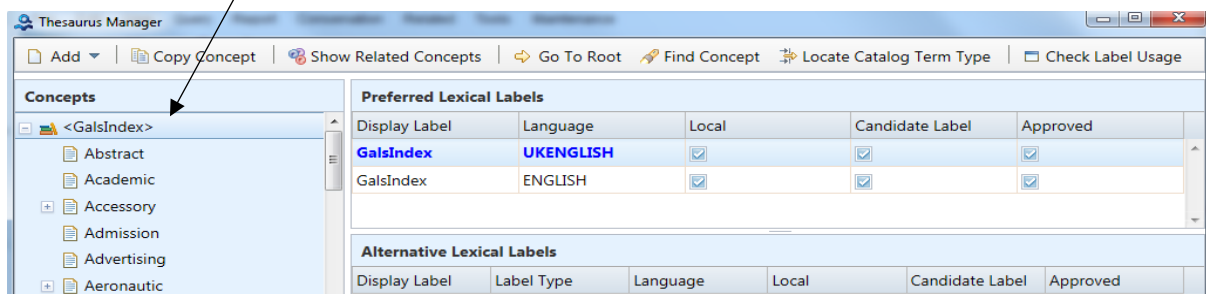 Thesaurus Manager
Add Copy Concept Show Related Concepts Go To Root Find Concept Locate Catalog Term Type Check Label Usage
Concepts
<GalsIndex>
Abstract
Academic
Accessory
Admission
Advertising
Aeronautic
Preferred Lexical Labels
Display Label Language Local Candidate Label Approved
GalsIndex UKENGLISH
GalsIndex ENGLISH
Alternative Lexical Labels
Display Label Label Type Language Local Candidate Label Approved